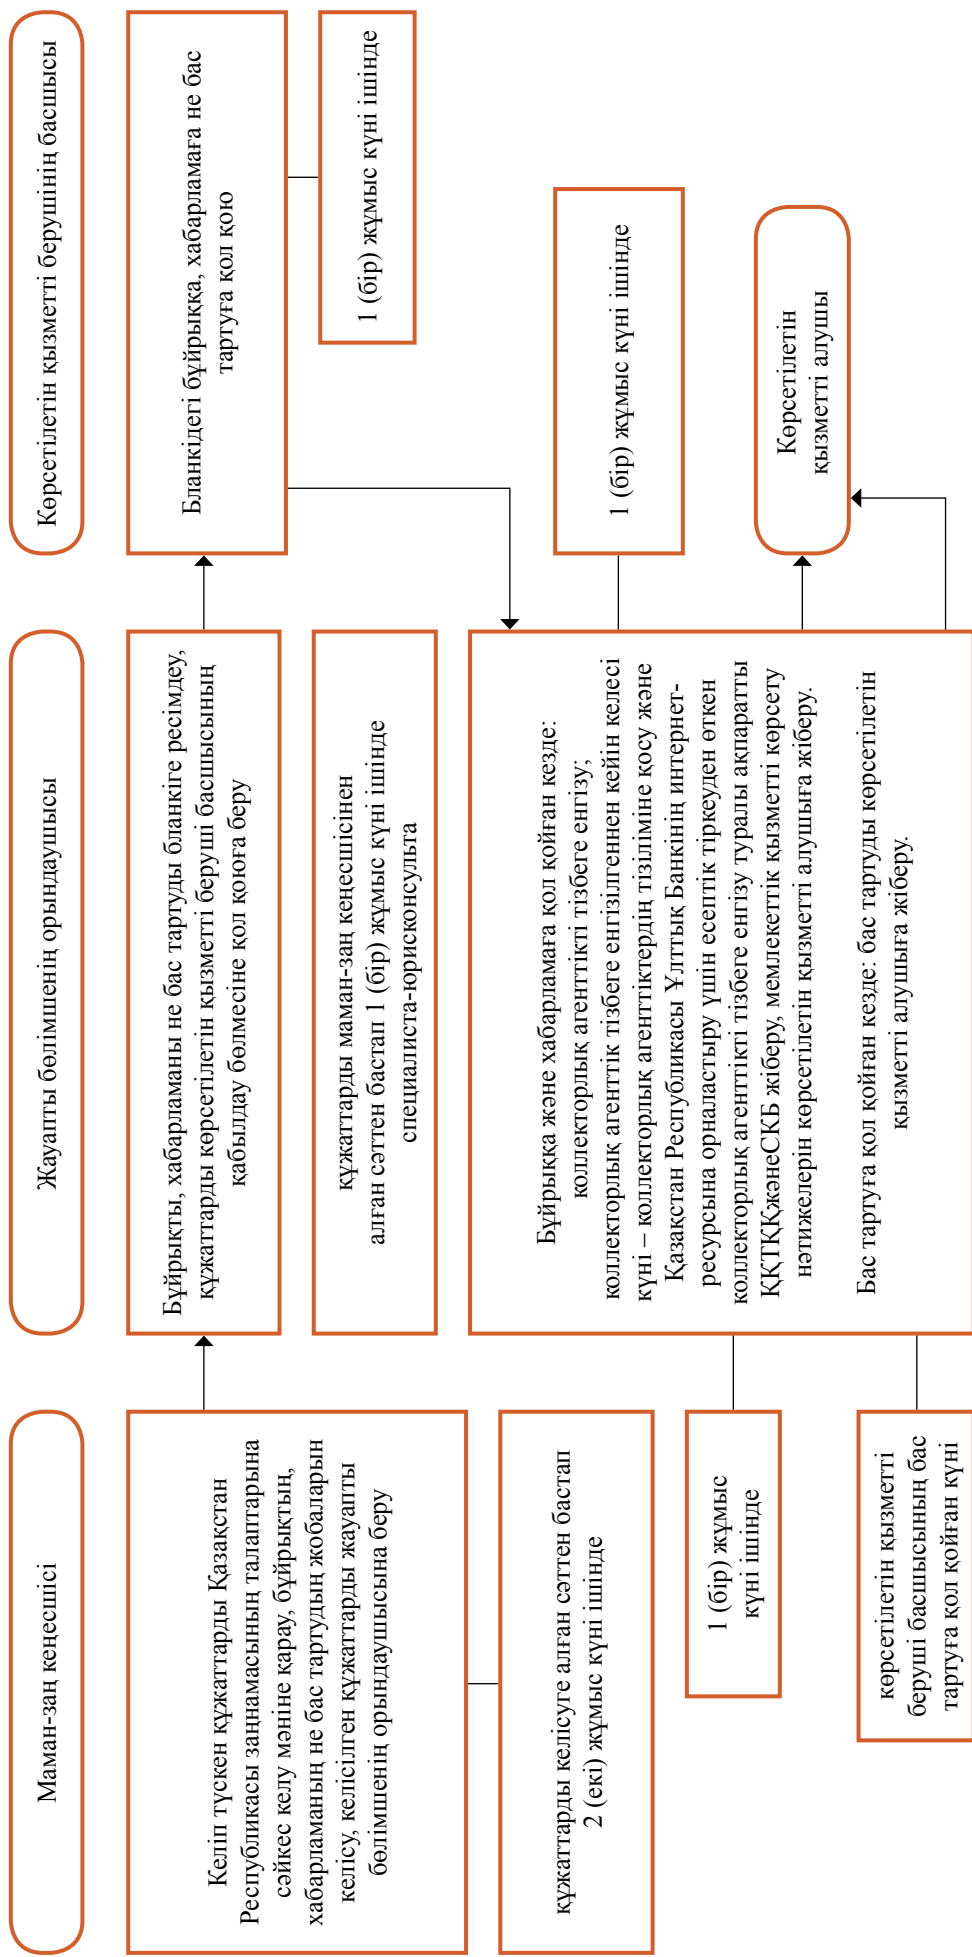 Маман-заң кеңесшісі
Жауапты бөлімшенің орындаушысы
Көрсетілетін қызметті берушінің басшысы
Келіп түскен құжаттарды Қазақстан
Республикасы заңнамасының талаптарына
сәйкес келу мәніне қарау, бұйрықтың,
хабарламаның не бас тартудың жобаларын
келісу, келісілген құжаттарды жауапты
бөлімшенің орындаушысына беру
құжаттарды келісуге алған сәттен бастап
2 (екі) жұмыс күні ішінде
Бұйрықты, хабарламаны не бас тартуды бланкіге ресімдеу,
құжаттарды көрсетілетін қызметті беруші басшысының
қабылдау бөлмесіне қол қоюға беру
құжаттарды маман-заң кеңесшісінен
алған сәттен бастап 1 (бір) жұмыс күні ішінде
специалиста-юрисконсульта
Бланкідегі бұйрыққа, хабарламаға не бас
тартуға қол қою
1 (бір) жұмыс күні ішінде
Бұйрыққа және хабарламаға қол қойған кезде:
коллекторлық агенттікті тізбеге енгізу;
коллекторлық агенттік тізбеге енгізілгеннен кейін келесі
күні – коллекторлық агенттіктердің тізіліміне қосу және
Қазақстан Республикасы Ұлттық Банкінің интернет-
ресурсына орналастыру үшін есептік тіркеуден өткен
коллекторлық агенттікті тізбеге енгізу туралы ақпаратты
ҚҚТҚҚжәнеСКБ жіберу, мемлекеттік қызметті көрсету
нәтижелерін көрсетілетін қызметті алушыға жіберу.
Бас тартуға қол қойған кезде: бас тартуды көрсетілетін
қызметті алушыға жіберу.
1 (бір) жұмыс
күні ішінде
көрсетілетін қызметті
беруші басшысының бас
тартуға қол қойған күні
1 (бір) жұмыс күні ішінде
Көрсетілетін
қызметті алушы